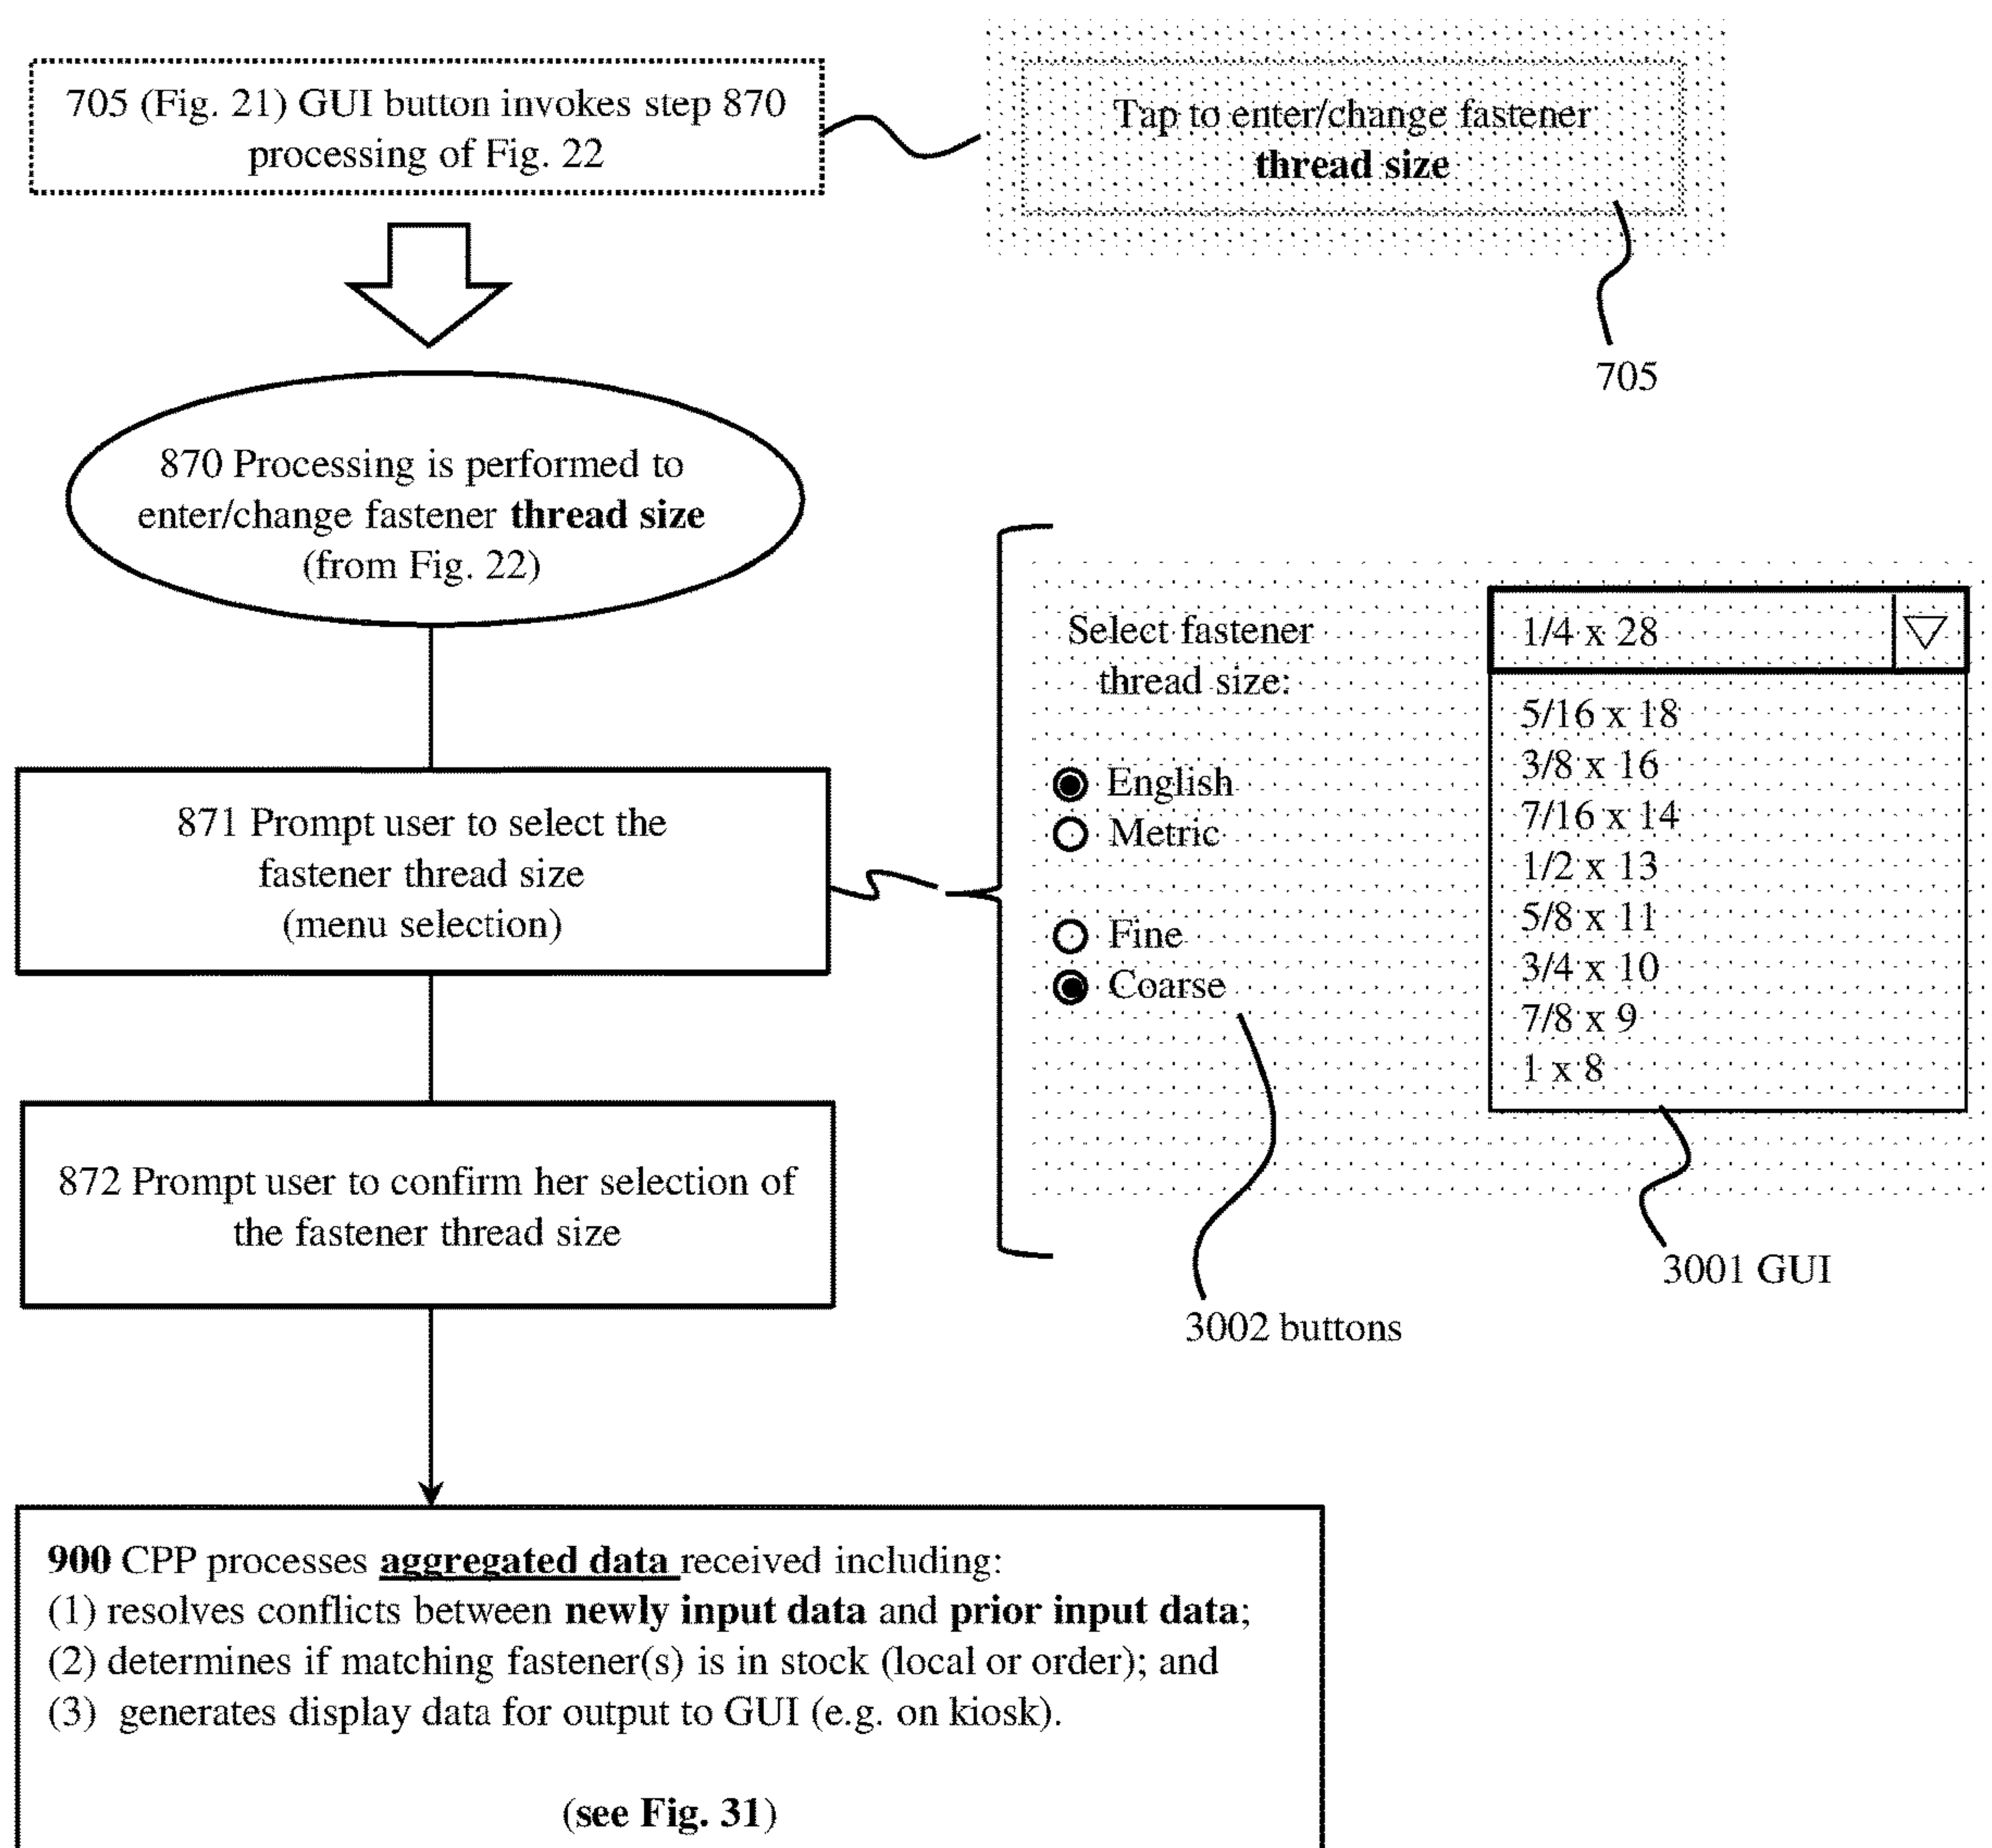 705 (Fig. 21) GUI button invokes step 870
processing of Fig. 22
Tap to enter/change fastener
thread size
705
870 Processing is performed to
enter/change fastener thread size
(from Fig. 22)
871 Prompt user to select the
fastener thread size
(menu selection)
Select fastener
thread size:
English
Metric
Fine
Coarse
1/4 x 28
5/16 x 18
3/8 x 16
7/16 x 14
1/2 x 13
5/8 x 11
3/4 x 10
7/8 x 9
1 x 8
3001 GUI
3002 buttons
872 Prompt user to confirm her selection of
the fastener thread size
900 CPP processes aggregated data received including:
(1) resolves conflicts between newly input data and prior input data;
(2) determines if matching fastener(s) is in stock (local or order); and
(3) generates display data for output to GUI (e.g. on kiosk).
(see Fig. 31)